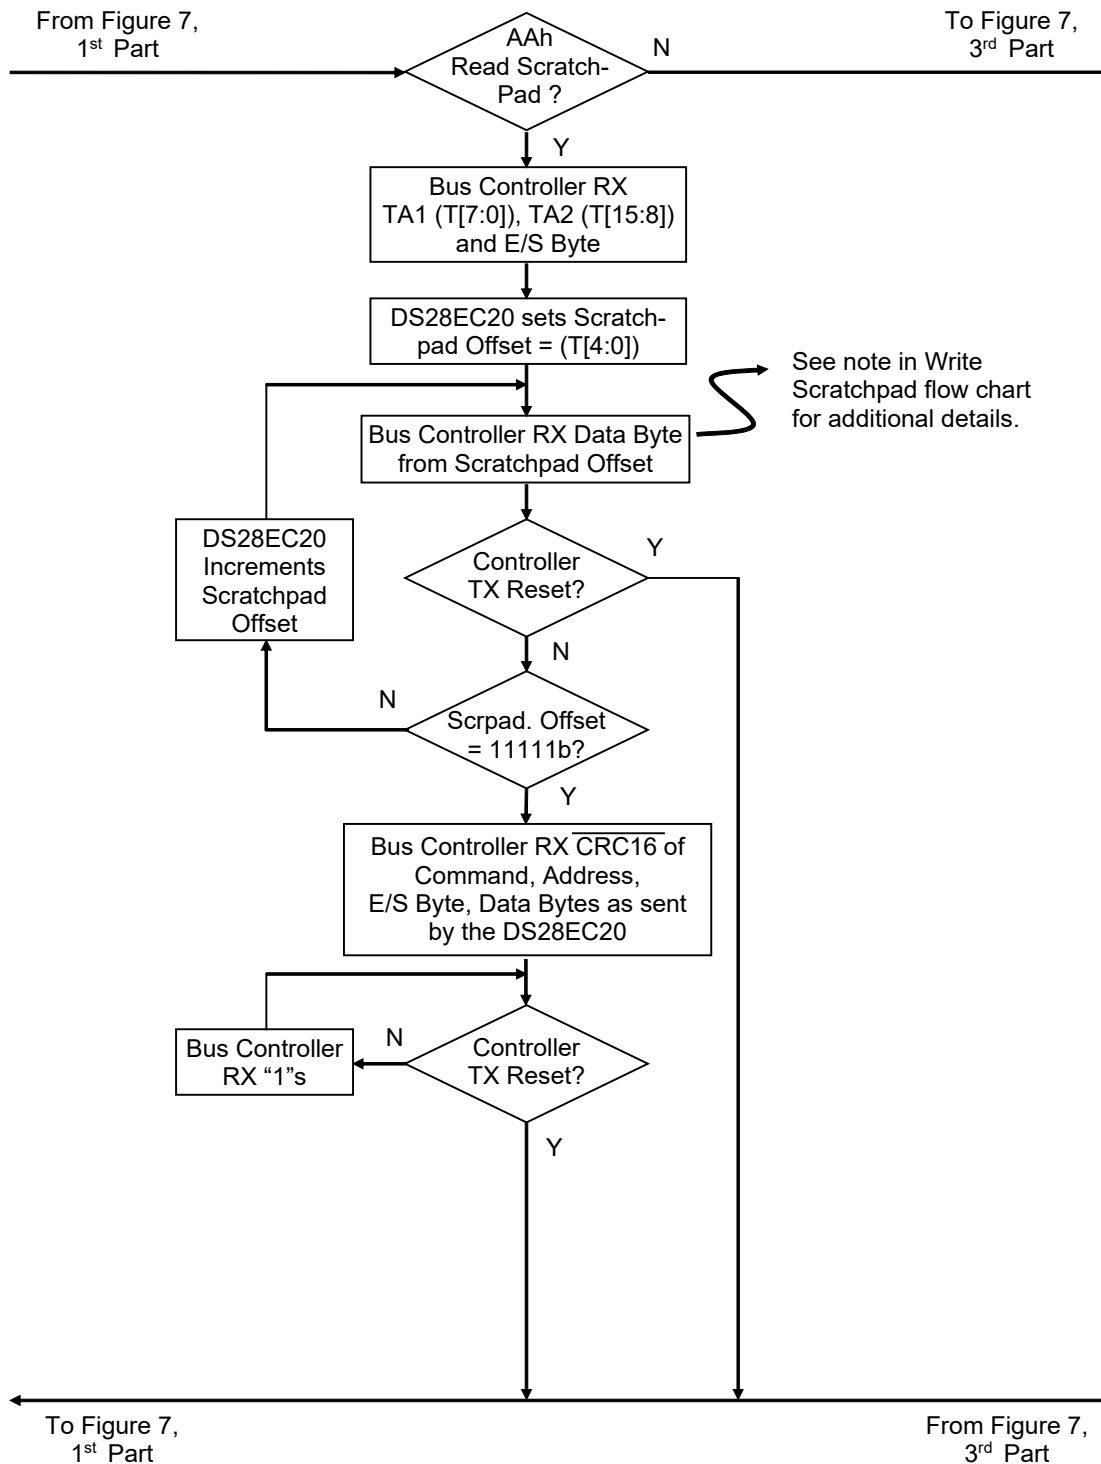 From Figure 7,
1st Part
AAh
Read Scratch-
Pad ?
N
To Figure 7,
3rd Part
Y
Bus Controller RX
TA1 (T[7:0]), TA2 (T[15:8])
and E/S Byte
DS28EC20 sets Scratch-
pad Offset = (T[4:0])
See note in Write
Scratchpad flow chart
for additional details.
Bus Controller RX Data Byte
from Scratchpad Offset
DS28EC20
Increments
Scratchpad
Offset
Controller
TX Reset?
Y
N
N
Scrpad. Offset
= 11111b?
Y
Bus Controller RX C̅R̅C̅1̅6̅ of
Command, Address,
E/S Byte, Data Bytes as sent
by the DS28EC20
Bus Controller
RX “1”s
N
Controller
TX Reset?
Y
To Figure 7,
1st Part
From Figure 7,
3rd Part